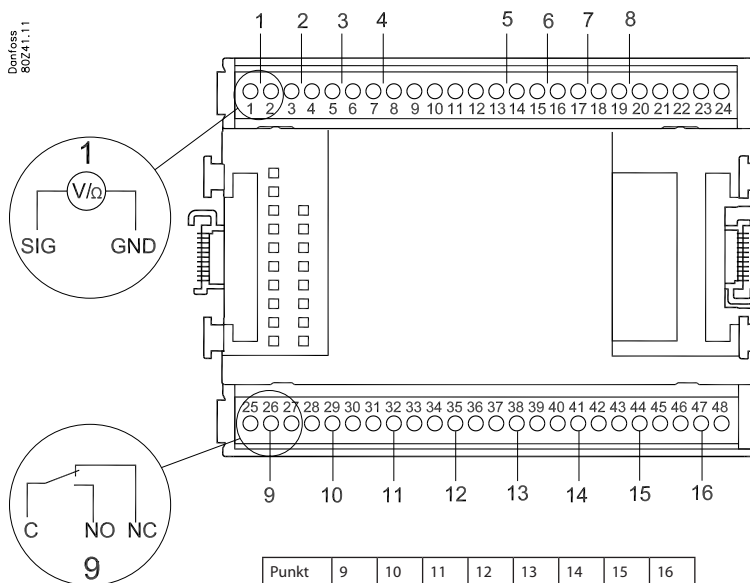 Danfoss
80Z41.11
1 2 3 4 5 6 7 8
1 2 3 4 5 6 7 8 9 10 11 12 13 14 15 16 17 18 19 20 21 22 23 24
1
V/Ω
SIG GND
25 26 27 28 29 30 31 32 33 34 35 36 37 38 39 40 41 42 43 44 45 46 47 48
9 10 11 12 13 14 15 16
C NO NC
9
Punkt 9 10 11 12 13 14 15 16